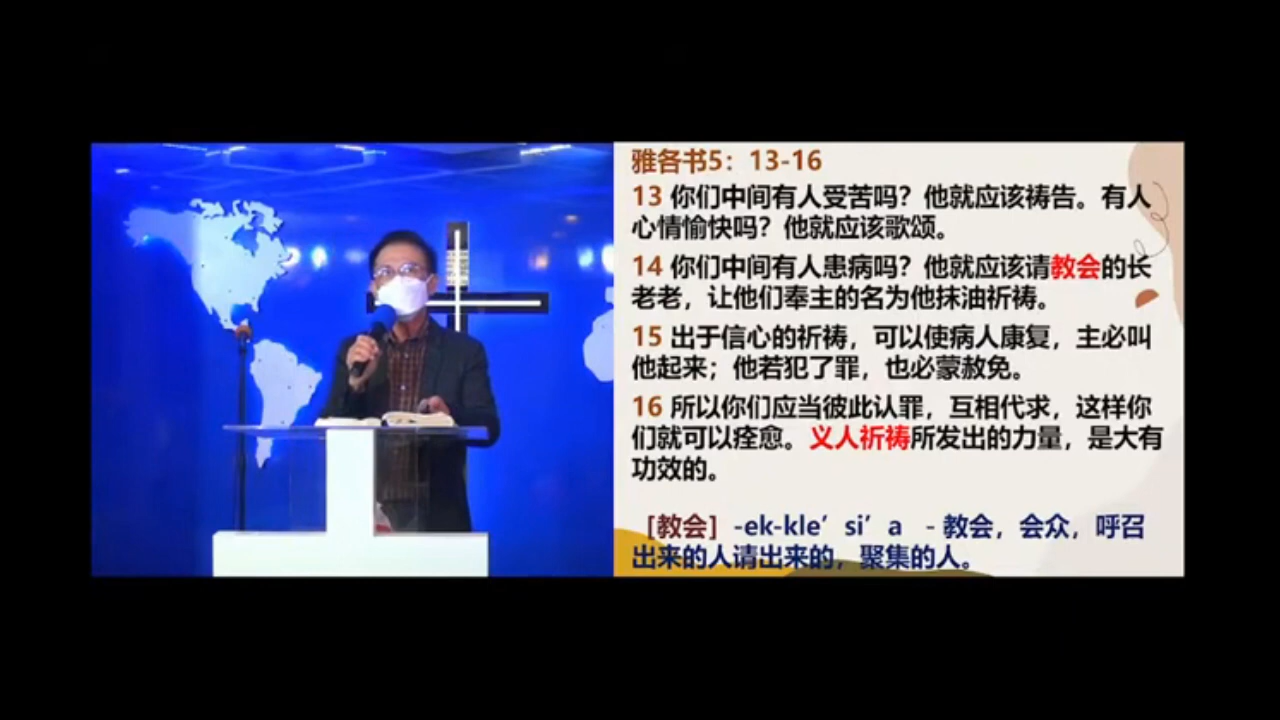 雅各书5：13-16
13 你们中间有人受苦吗？他就应该祷告。有人
心情愉快吗？他就应该歌颂。
14 你们中间有人患病吗？他就应该请教会的长
老老，让他们奉主的名为他抹油祈祷。
15 出于信心的祈祷，可以使病人康复，主必叫
他起来；他若犯了罪，也必蒙赦免。
16 所以你们应当彼此认罪，互相代求，这样你
们就可以痊愈。义人祈祷所发出的力量，是大有
功效的。
[教会] -ek-kle’si’a - 教会，会众，呼召
出来的人请出来的，聚集的人。